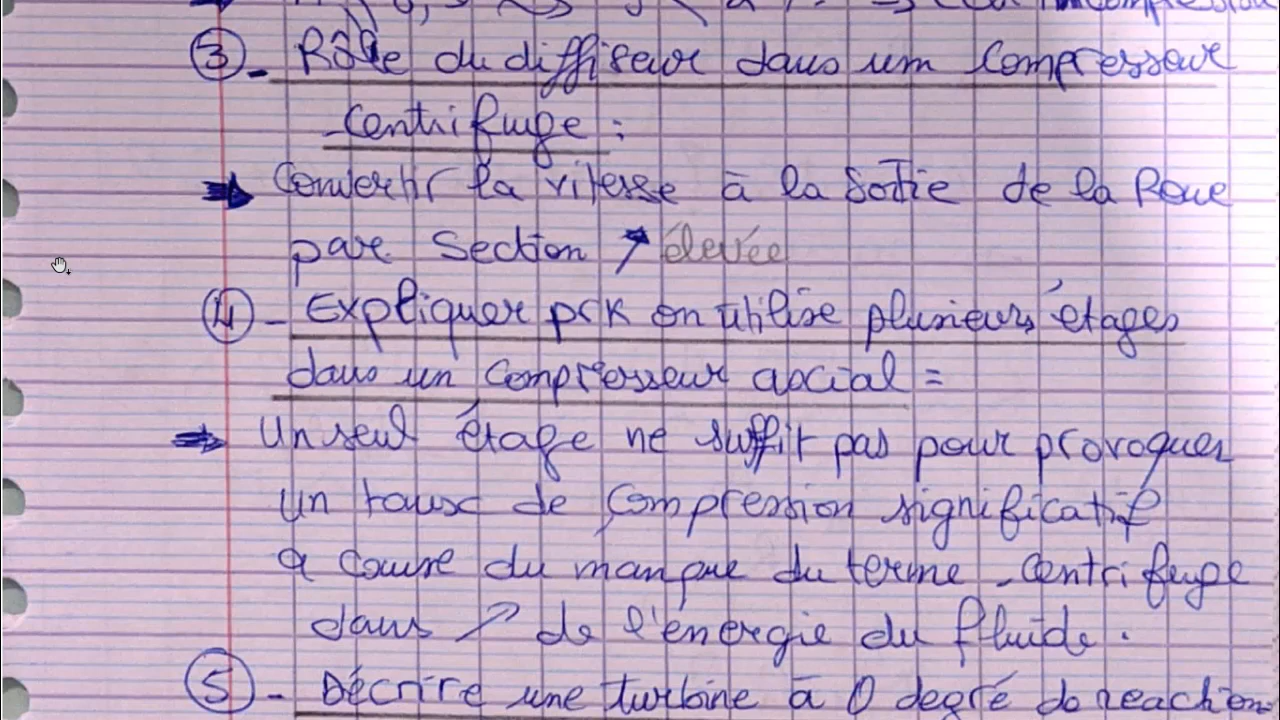 ③ - Rôle du diffiseur dans un Compresseur
Centrifuge :
→ Convertir la vitesse à la Sortie de la Roue
par Section ↗ élevée
④ - Expliquer pck on utilise plusieurs étages
dans un Compresseur axcial =
→ Un seul étage ne suffit pas pour provoquer
un taux de Compression significatif
à cause du manque du terme Centrifuge
dans ↗ de l'énergie du fluide .
⑤ - Décrire une turbine à 0 degré de reaction